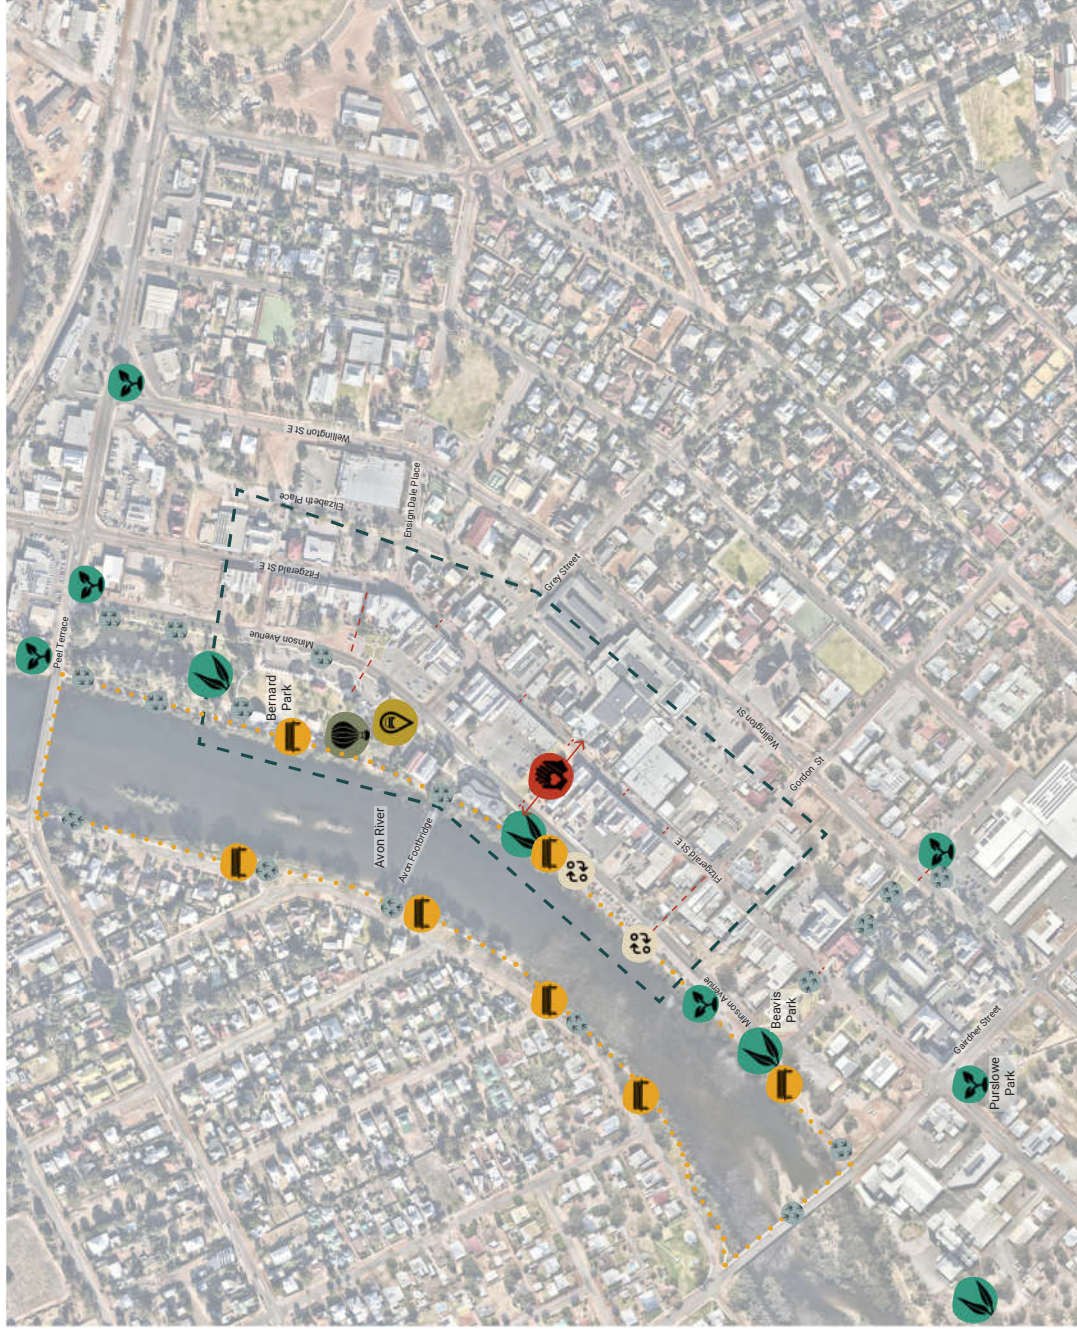 Wellington St E
Elizabeth Place
Ensign Dale Place
Fitzgerald St E
Grey Street
Minson Avenue
Peel Terrace
Bernard
Park
Avon River
Avon Footbridge
Wellington St
Gordon St
Fitzgerald St E
Minson Avenue
Beavis
Park
Gairdner Street
Purslowe
Park